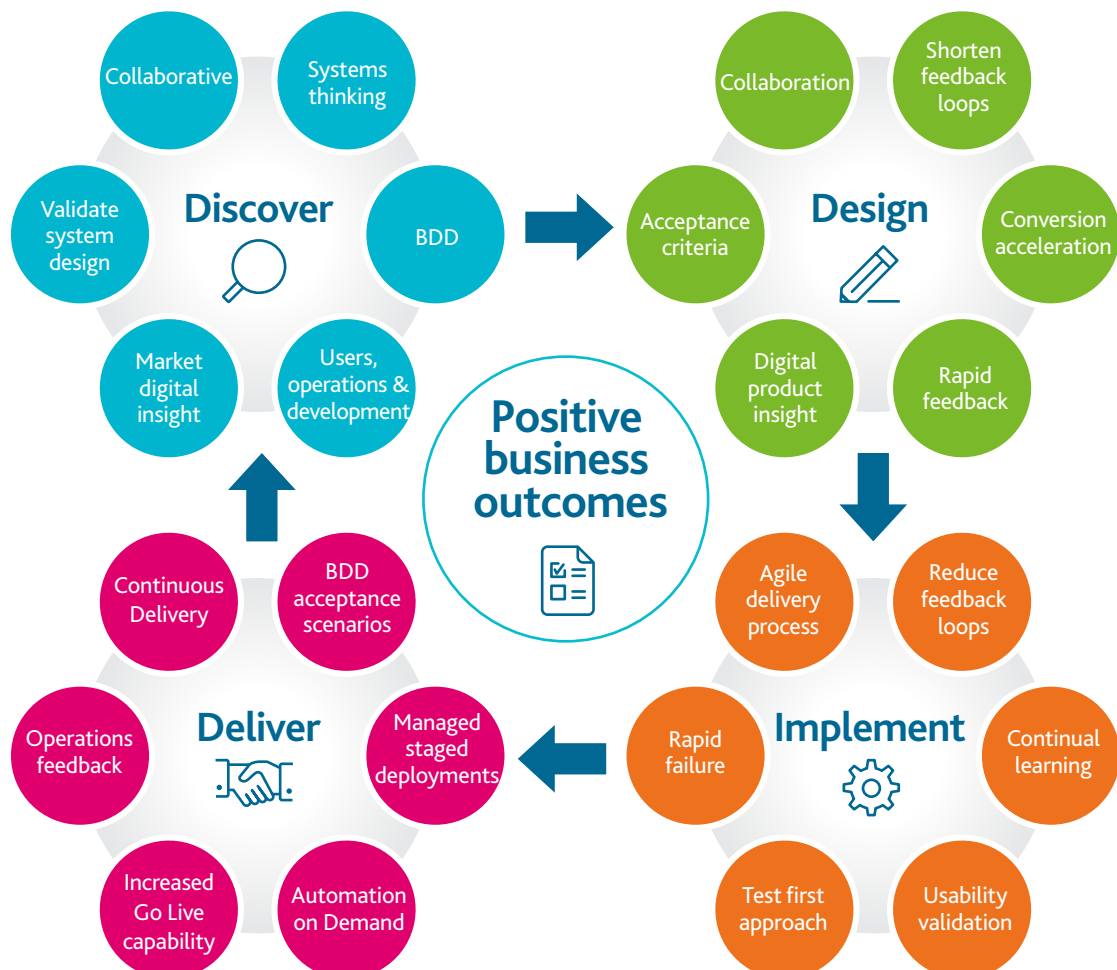 Collaborative
Systems
thinking
Validate
system
design
Discover
BDD
Market
digital
insight
Users,
operations &
development
Collaboration
Shorten
feedback
loops
Acceptance
criteria
Design
Conversion
acceleration
Digital
product
insight
Rapid
feedback
Positive
business
outcomes
Continuous
Delivery
BDD
acceptance
scenarios
Operations
feedback
Deliver
Managed
staged
deployments
Increased
Go Live
capability
Automation
on Demand
Agile
delivery
process
Reduce
feedback
loops
Rapid
failure
Implement
Continual
learning
Test first
approach
Usability
validation